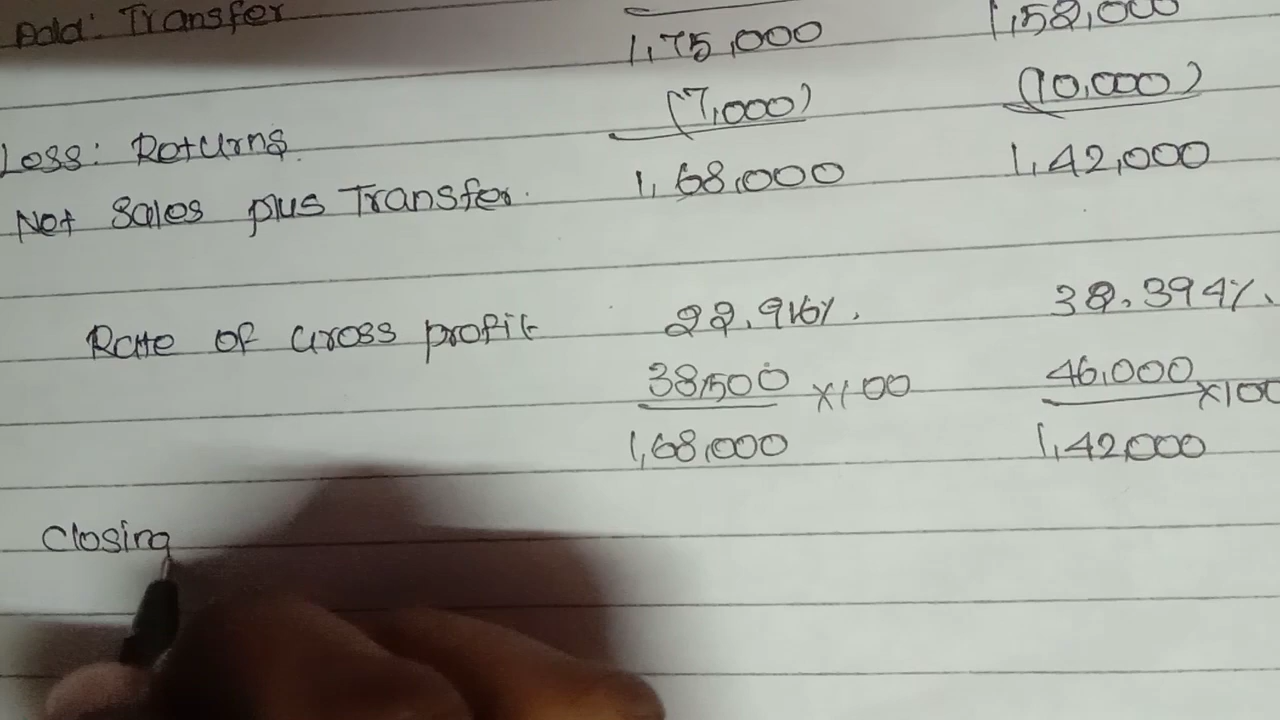 Add: Transfer
1,75,000 1,52,000
Less: Returns (7,000) (10,000)
Net Sales plus Transfer. 1,68,000 1,42,000
Rate of Gross profit 22.916%. 32.394%.
38,500 x100 46,000 x100
1,68,000 1,42,000
Closing